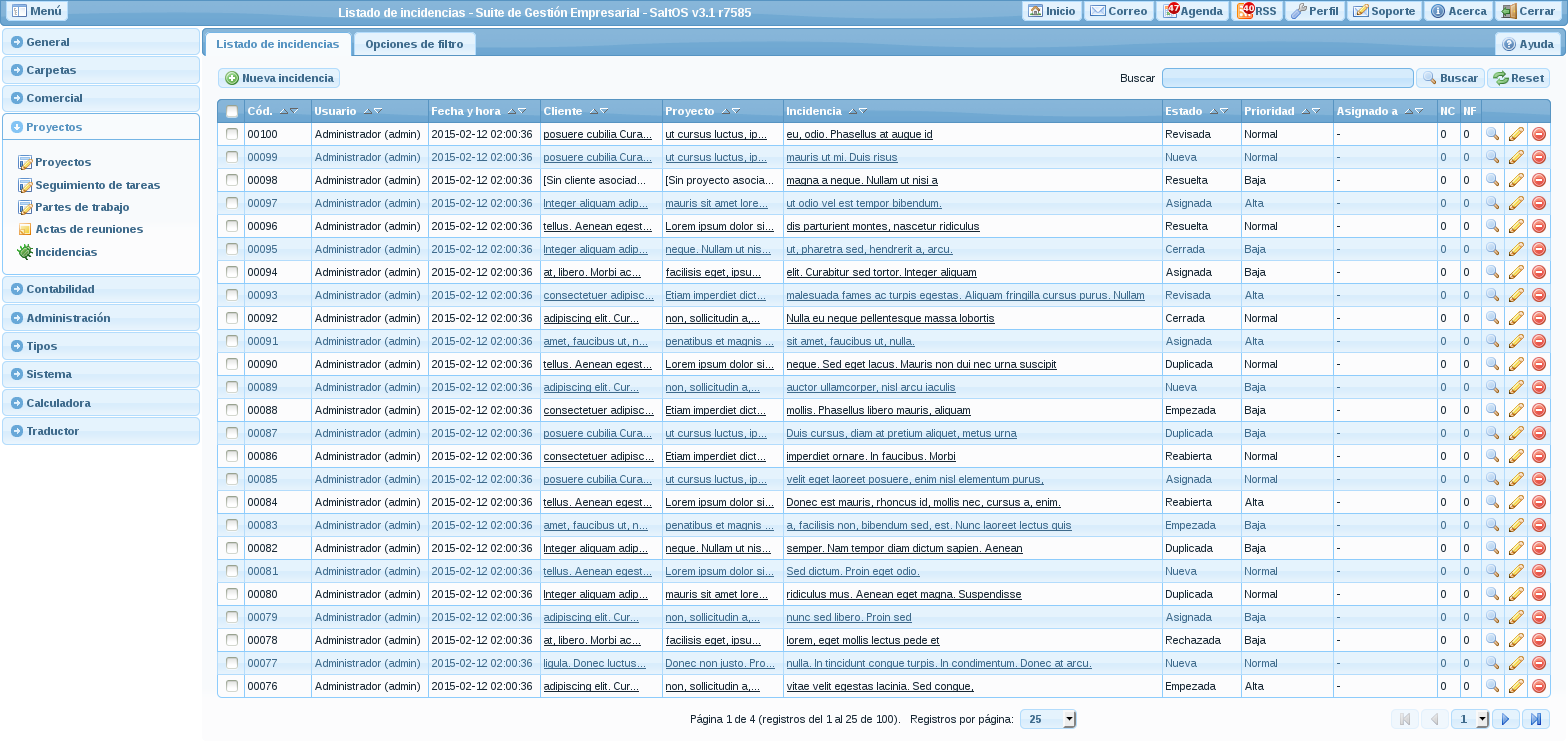 Menú Listado de incidencias - Suite de Gestión Empresarial - SaltOS v3.1 r7585 Inicio Correo 47 Agenda 40 RSS Perfil Soporte Acerca Cerrar
General
Carpetas
Comercial
Proyectos
Proyectos
Seguimiento de tareas
Partes de trabajo
Actas de reuniones
Incidencias
Contabilidad
Administración
Tipos
Sistema
Calculadora
Traductor
Listado de incidencias Opciones de filtro Ayuda
Nueva incidencia Buscar Buscar Reset
Cód. Usuario Fecha y hora Cliente Proyecto Incidencia Estado Prioridad Asignado a NC NF
00100 Administrador (admin) 2015-02-12 02:00:36 posuere cubilia Cura... ut cursus luctus, ip... eu, odio. Phasellus at augue id Revisada Normal - 0 0
00099 Administrador (admin) 2015-02-12 02:00:36 posuere cubilia Cura... ut cursus luctus, ip... mauris ut mi. Duis risus Nueva Normal - 0 0
00098 Administrador (admin) 2015-02-12 02:00:36 [Sin cliente asociad... [Sin proyecto asocia... magna a neque. Nullam ut nisi a Resuelta Baja - 0 0
00097 Administrador (admin) 2015-02-12 02:00:36 Integer aliquam adip... mauris sit amet lore... ut odio vel est tempor bibendum. Asignada Alta - 0 0
00096 Administrador (admin) 2015-02-12 02:00:36 tellus. Aenean egest... Lorem ipsum dolor si... dis parturient montes, nascetur ridiculus Resuelta Normal - 0 0
00095 Administrador (admin) 2015-02-12 02:00:36 Integer aliquam adip... neque. Nullam ut nis... ut, pharetra sed, hendrerit a, arcu. Cerrada Baja - 0 0
00094 Administrador (admin) 2015-02-12 02:00:36 at, libero. Morbi ac... facilisis eget, ipsu... elit. Curabitur sed tortor. Integer aliquam Asignada Baja - 0 0
00093 Administrador (admin) 2015-02-12 02:00:36 consectetuer adipisc... Etiam imperdiet dict... malesuada fames ac turpis egestas. Aliquam fringilla cursus purus. Nullam Revisada Alta - 0 0
00092 Administrador (admin) 2015-02-12 02:00:36 adipiscing elit. Cur... non, sollicitudin a,... Nulla eu neque pellentesque massa lobortis Cerrada Normal - 0 0
00091 Administrador (admin) 2015-02-12 02:00:36 amet, faucibus ut, n... penatibus et magnis ... sit amet, faucibus ut, nulla. Asignada Alta - 0 0
00090 Administrador (admin) 2015-02-12 02:00:36 tellus. Aenean egest... Lorem ipsum dolor si... neque. Sed eget lacus. Mauris non dui nec urna suscipit Duplicada Normal - 0 0
00089 Administrador (admin) 2015-02-12 02:00:36 adipiscing elit. Cur... non, sollicitudin a,... auctor ullamcorper, nisl arcu iaculis Nueva Baja - 0 0
00088 Administrador (admin) 2015-02-12 02:00:36 consectetuer adipisc... Etiam imperdiet dict... mollis. Phasellus libero mauris, aliquam Empezada Baja - 0 0
00087 Administrador (admin) 2015-02-12 02:00:36 posuere cubilia Cura... ut cursus luctus, ip... Duis cursus, diam at pretium aliquet, metus urna Duplicada Baja - 0 0
00086 Administrador (admin) 2015-02-12 02:00:36 consectetuer adipisc... Etiam imperdiet dict... imperdiet ornare. In faucibus. Morbi Reabierta Normal - 0 0
00085 Administrador (admin) 2015-02-12 02:00:36 posuere cubilia Cura... ut cursus luctus, ip... velit eget laoreet posuere, enim nisl elementum purus, Asignada Normal - 0 0
00084 Administrador (admin) 2015-02-12 02:00:36 tellus. Aenean egest... Lorem ipsum dolor si... Donec est mauris, rhoncus id, mollis nec, cursus a, enim. Reabierta Alta - 0 0
00083 Administrador (admin) 2015-02-12 02:00:36 amet, faucibus ut, n... penatibus et magnis ... a, facilisis non, bibendum sed, est. Nunc laoreet lectus quis Empezada Baja - 0 0
00082 Administrador (admin) 2015-02-12 02:00:36 Integer aliquam adip... neque. Nullam ut nis... semper. Nam tempor diam dictum sapien. Aenean Duplicada Baja - 0 0
00081 Administrador (admin) 2015-02-12 02:00:36 tellus. Aenean egest... Lorem ipsum dolor si... Sed dictum. Proin eget odio. Nueva Normal - 0 0
00080 Administrador (admin) 2015-02-12 02:00:36 Integer aliquam adip... mauris sit amet lore... ridiculus mus. Aenean eget magna. Suspendisse Duplicada Normal - 0 0
00079 Administrador (admin) 2015-02-12 02:00:36 adipiscing elit. Cur... non, sollicitudin a,... nunc sed libero. Proin sed Asignada Baja - 0 0
00078 Administrador (admin) 2015-02-12 02:00:36 at, libero. Morbi ac... facilisis eget, ipsu... lorem, eget mollis lectus pede et Rechazada Baja - 0 0
00077 Administrador (admin) 2015-02-12 02:00:36 ligula. Donec luctus... Donec non justo. Pro... nulla. In tincidunt congue turpis. In condimentum. Donec at arcu. Nueva Normal - 0 0
00076 Administrador (admin) 2015-02-12 02:00:36 adipiscing elit. Cur... non, sollicitudin a,... vitae velit egestas lacinia. Sed congue, Empezada Alta - 0 0
Página 1 de 4 (registros del 1 al 25 de 100). Registros por página: 25 1